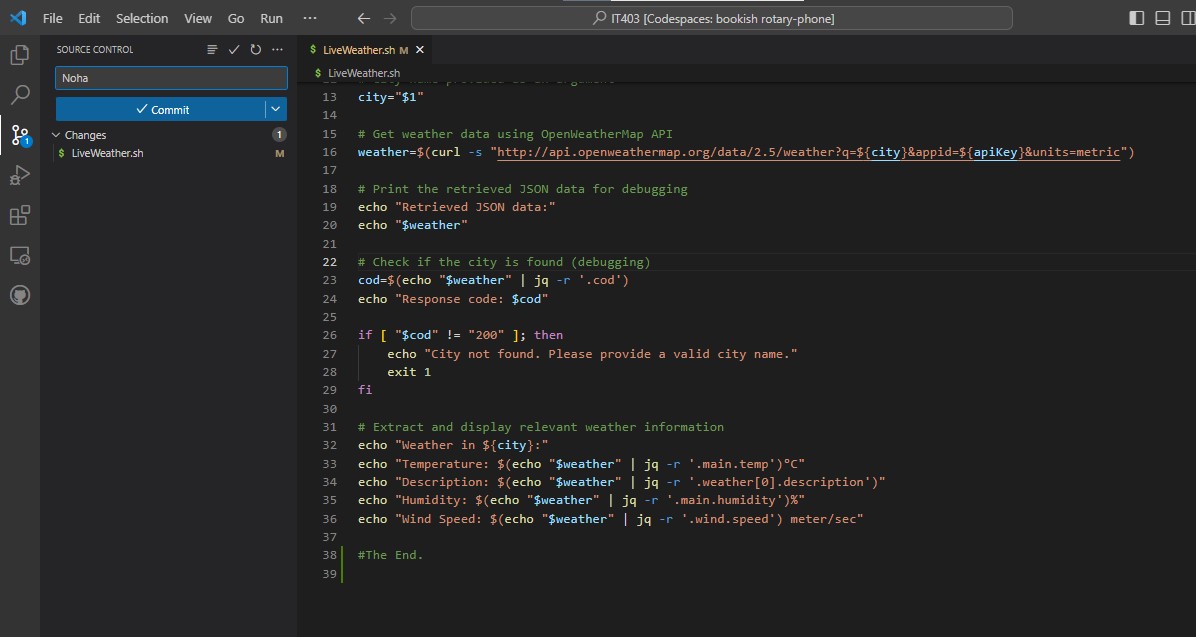 File Edit Selection View Go Run ···
IT403 [Codespaces: bookish rotary-phone]
SOURCE CONTROL
Noha
Commit
Changes 1
$ LiveWeather.sh M
1
$ LiveWeather.sh M
$ LiveWeather.sh
13 city="$1"
14
15 # Get weather data using OpenWeatherMap API
16 weather=$(curl -s "http://api.openweathermap.org/data/2.5/weather?q=${city}&appid=${apiKey}&units=metric")
17
18 # Print the retrieved JSON data for debugging
19 echo "Retrieved JSON data:"
20 echo "$weather"
21
22 # Check if the city is found (debugging)
23 cod=$(echo "$weather" | jq -r '.cod')
24 echo "Response code: $cod"
25
26 if [ "$cod" != "200" ]; then
27 echo "City not found. Please provide a valid city name."
28 exit 1
29 fi
30
31 # Extract and display relevant weather information
32 echo "Weather in ${city}:"
33 echo "Temperature: $(echo "$weather" | jq -r '.main.temp')°C"
34 echo "Description: $(echo "$weather" | jq -r '.weather[0].description')"
35 echo "Humidity: $(echo "$weather" | jq -r '.main.humidity')%"
36 echo "Wind Speed: $(echo "$weather" | jq -r '.wind.speed') meter/sec"
37
38 #The End.
39